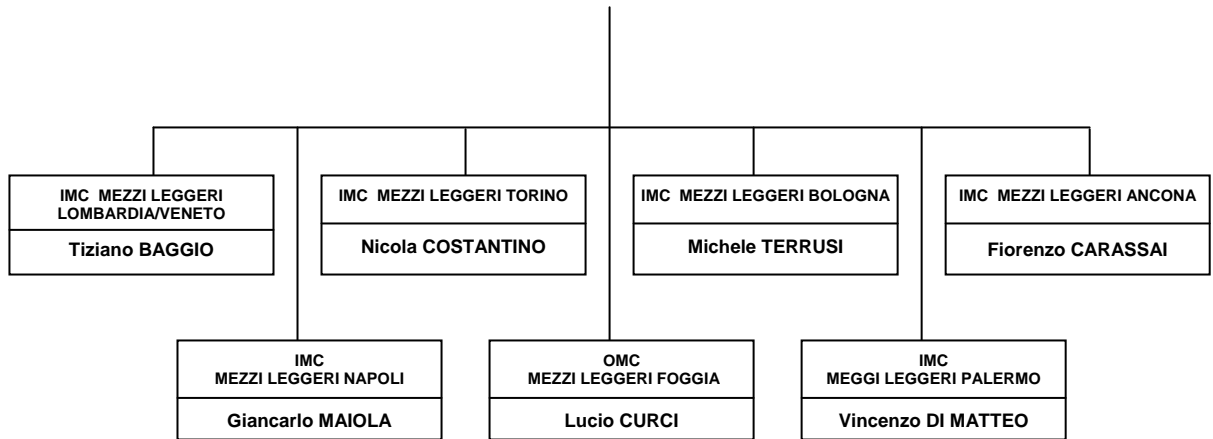 IMC MEZZI LEGGERI
LOMBARDIA/VENETO
Tiziano BAGGIO
IMC MEZZI LEGGERI TORINO
Nicola COSTANTINO
IMC MEZZI LEGGERI BOLOGNA
Michele TERRUSI
IMC MEZZI LEGGERI ANCONA
Fiorenzo CARASSAI
IMC
MEZZI LEGGERI NAPOLI
Giancarlo MAIOLA
OMC
MEZZI LEGGERI FOGGIA
Lucio CURCI
IMC
MEGGI LEGGERI PALERMO
Vincenzo DI MATTEO